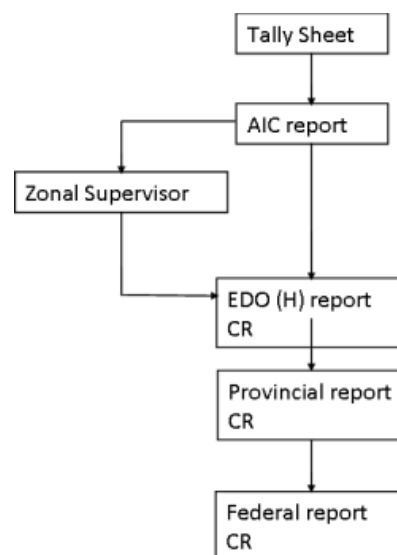 Tally Sheet
AIC report
Zonal Supervisor
EDO (H) report
CR
Provincial report
CR
Federal report
CR